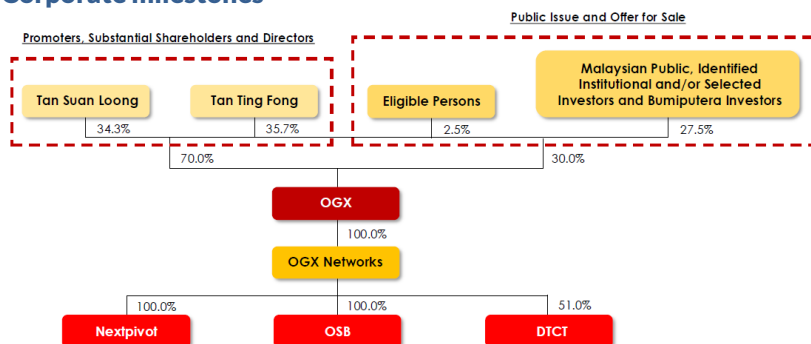 Corporate Milestones
Public Issue and Offer for Sale
Promoters, Substantial Shareholders and Directors
Tan Suan Loong
Tan Ting Fong
Eligible Persons
Malaysian Public, Identified
Institutional and/or Selected
Investors and Bumiputera Investors
34.3%
35.7%
2.5%
27.5%
70.0%
30.0%
OGX
100.0%
OGX Networks
100.0%
100.0%
51.0%
Nextpivot
OSB
DTCT